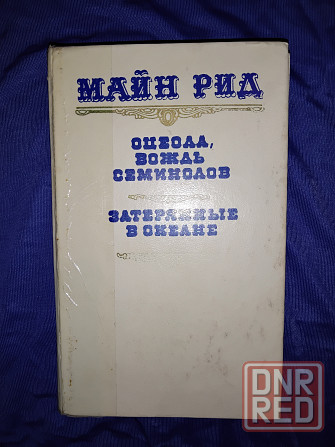 МАЙН РИД
ОЦЕОЛА,
ВОЖДЬ
СЕМИНОЛОВ
ЗАТЕРЯННЫЕ
В ОКЕАНЕ
DNR
RED